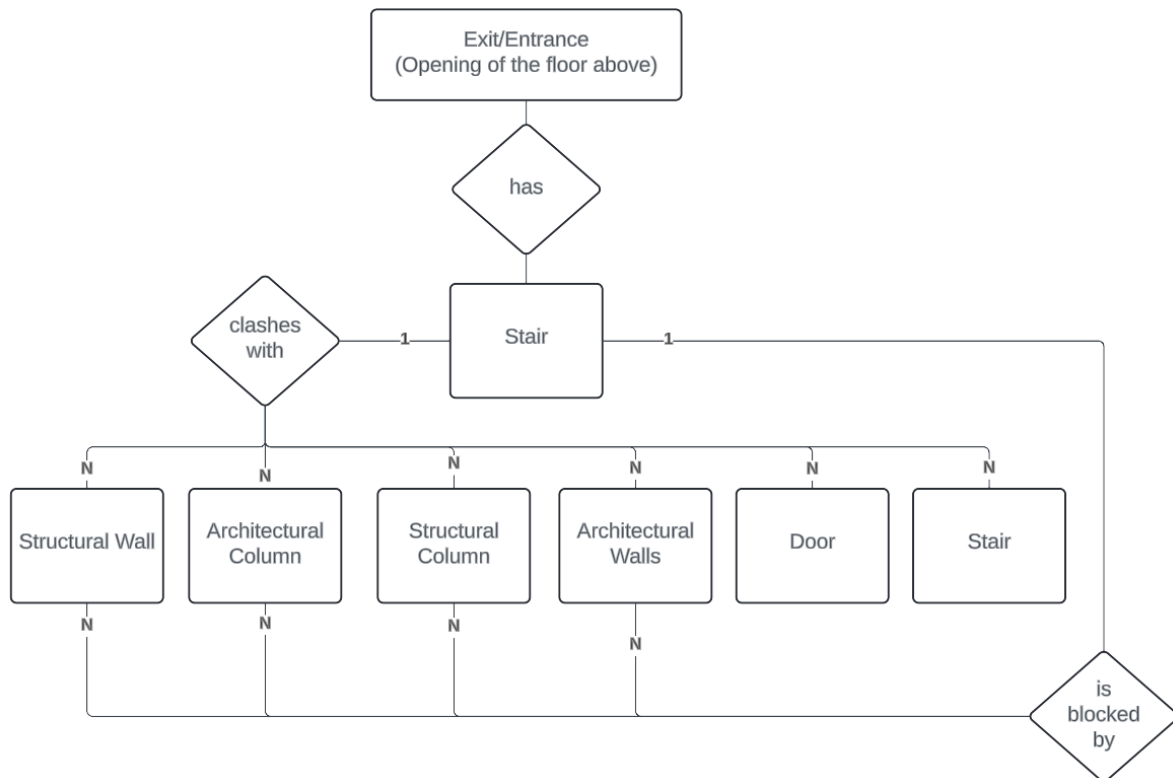 Exit/Entrance
(Opening of the floor above)
has
clashes
with
1
Stair
1
N
N
N
N
N
N
Structural Wall
Architectural
Column
Structural
Column
Architectural
Walls
Door
Stair
N
N
N
N
is
blocked
by